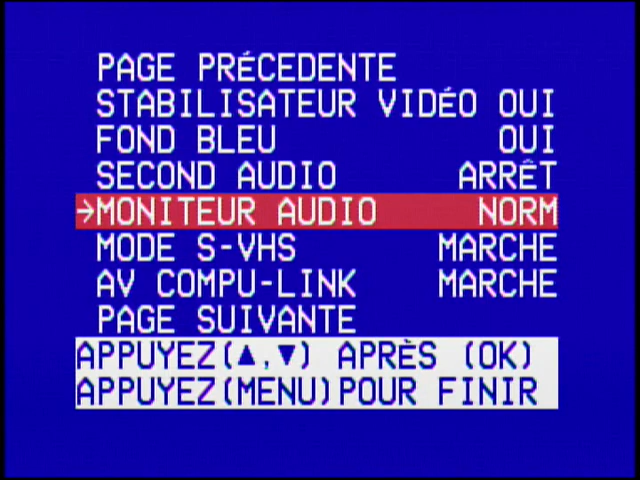 PAGE PRÉCEDENTE
STABILISATEUR VIDÉO OUI
FOND BLEU OUI
SECOND AUDIO ARRÊT
→MONITEUR AUDIO NORM
MODE S-VHS MARCHE
AV COMPU-LINK MARCHE
PAGE SUIVANTE
APPUYEZ(▲,▼) APRÈS (OK)
APPUYEZ(MENU)POUR FINIR